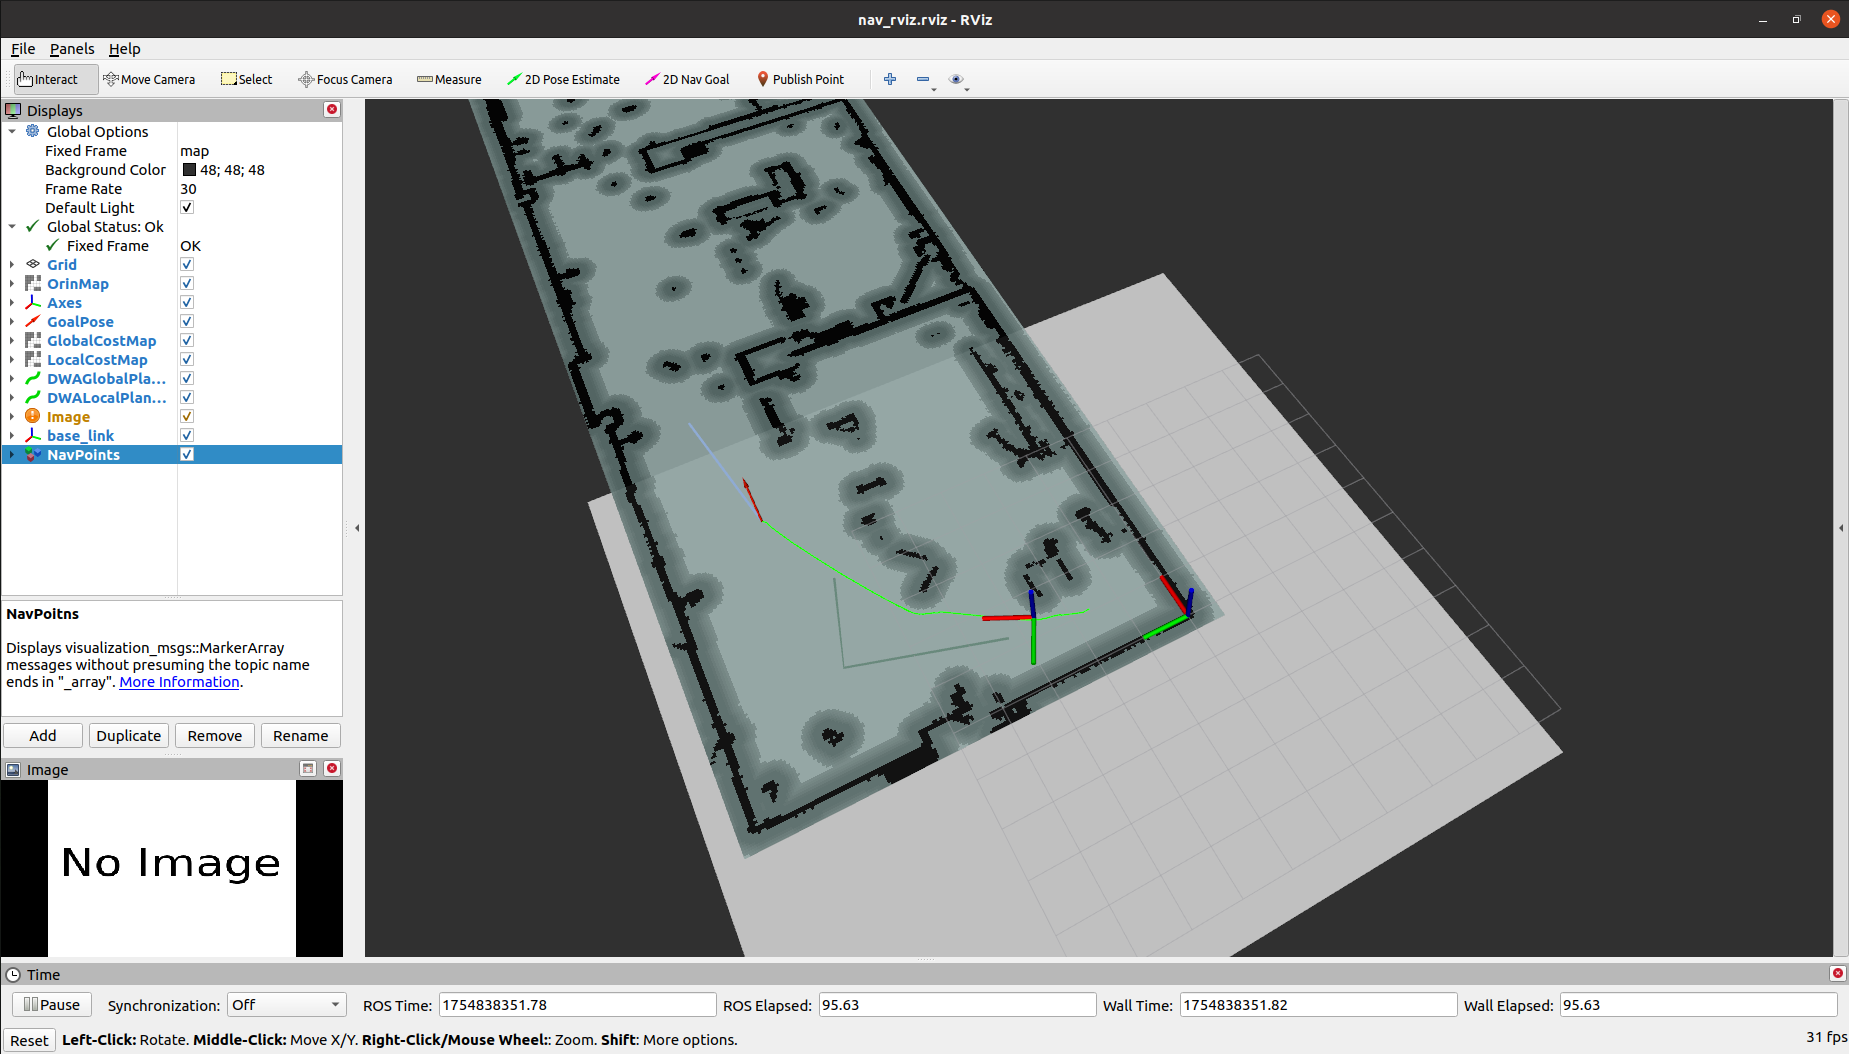 nav_rviz.rviz - RViz
File Panels Help
Interact Move Camera Select Focus Camera Measure 2D Pose Estimate 2D Nav Goal Publish Point
Displays
Global Options
Fixed Frame map
Background Color 48; 48; 48
Frame Rate 30
Default Light
Global Status: Ok
Fixed Frame OK
Grid
OrinMap
Axes
GoalPose
GlobalCostMap
LocalCostMap
DWAGlobalPla...
DWALocalPlan...
Image
base_link
NavPoints
NavPoitns
Displays visualization_msgs::MarkerArray
messages without presuming the topic name
ends in "_array". More Information.
Add Duplicate Remove Rename
Image
No Image
Time
Pause Synchronization: Off ROS Time: 1754838351.78 ROS Elapsed: 95.63 Wall Time: 1754838351.82 Wall Elapsed: 95.63
Reset Left-Click: Rotate. Middle-Click: Move X/Y. Right-Click/Mouse Wheel:: Zoom. Shift: More options. 31 fps